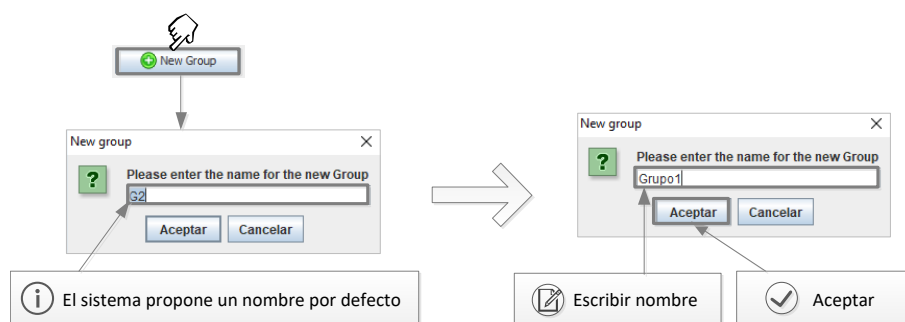 New Group
New group
?
Please enter the name for the new Group
G2
Aceptar
Cancelar
i
El sistema propone un nombre por defecto
New group
?
Please enter the name for the new Group
Grupo1
Aceptar
Cancelar
Escribir nombre
Aceptar